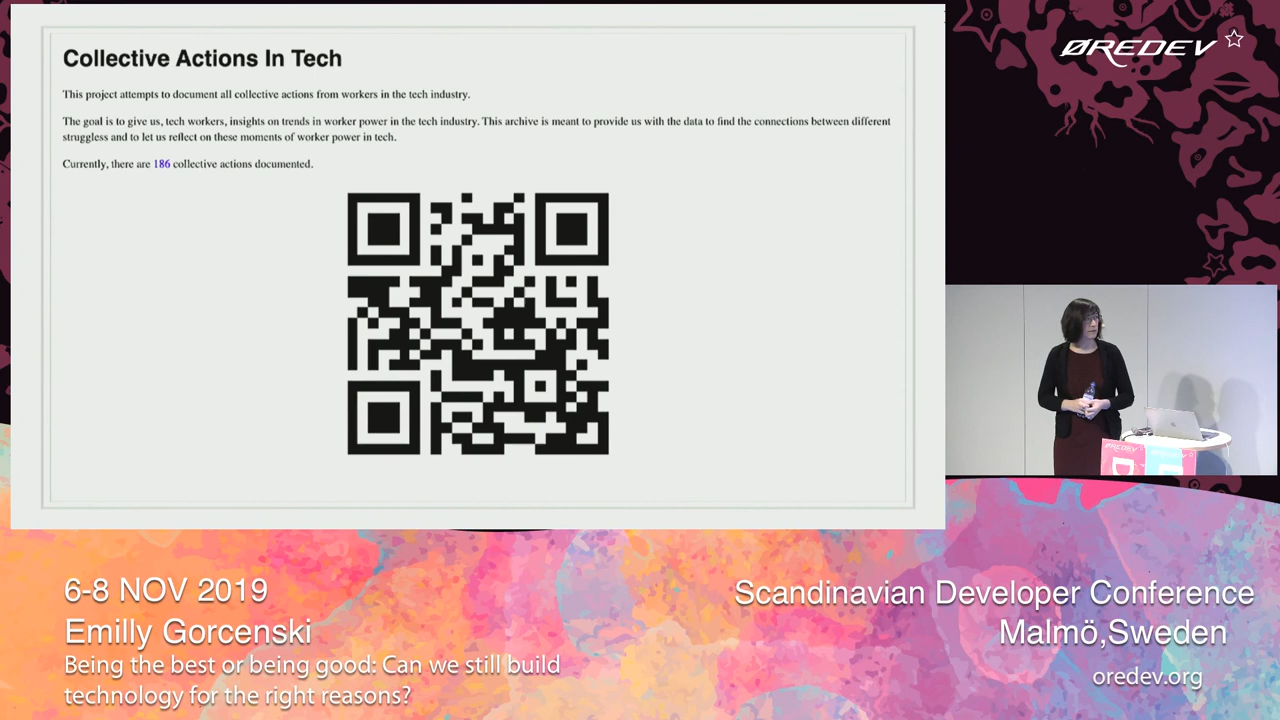 Collective Actions In Tech
This project attempts to document all collective actions from workers in the tech industry.
The goal is to give us, tech workers, insights on trends in worker power in the tech industry. This archive is meant to provide us with the data to find the connections between different
struggless and to let us reflect on these moments of worker power in tech.
Currently, there are 186 collective actions documented.
ØREDEV
6-8 NOV 2019
Emilly Gorcenski
Being the best or being good: Can we still build
technology for the right reasons?
Scandinavian Developer Conference
Malmö,Sweden
oredev.org